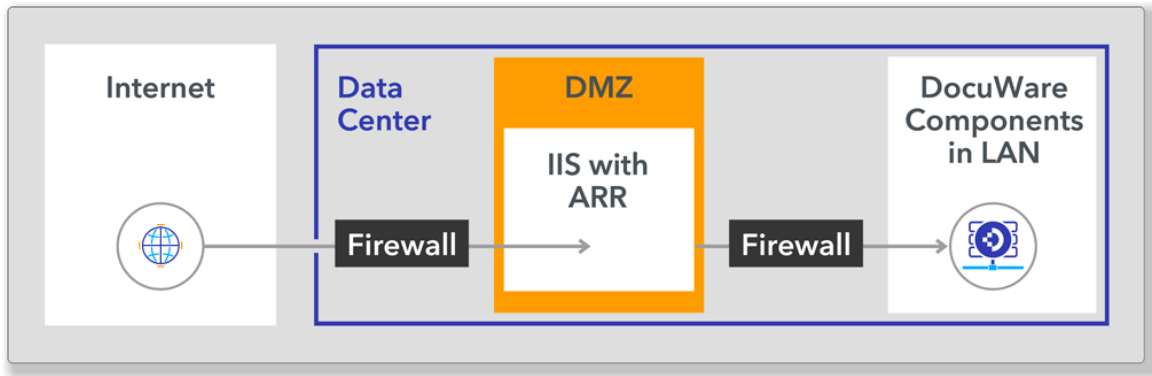 Internet
Data
Center
Firewall
DMZ
IIS with
ARR
Firewall
DocuWare
Components
in LAN